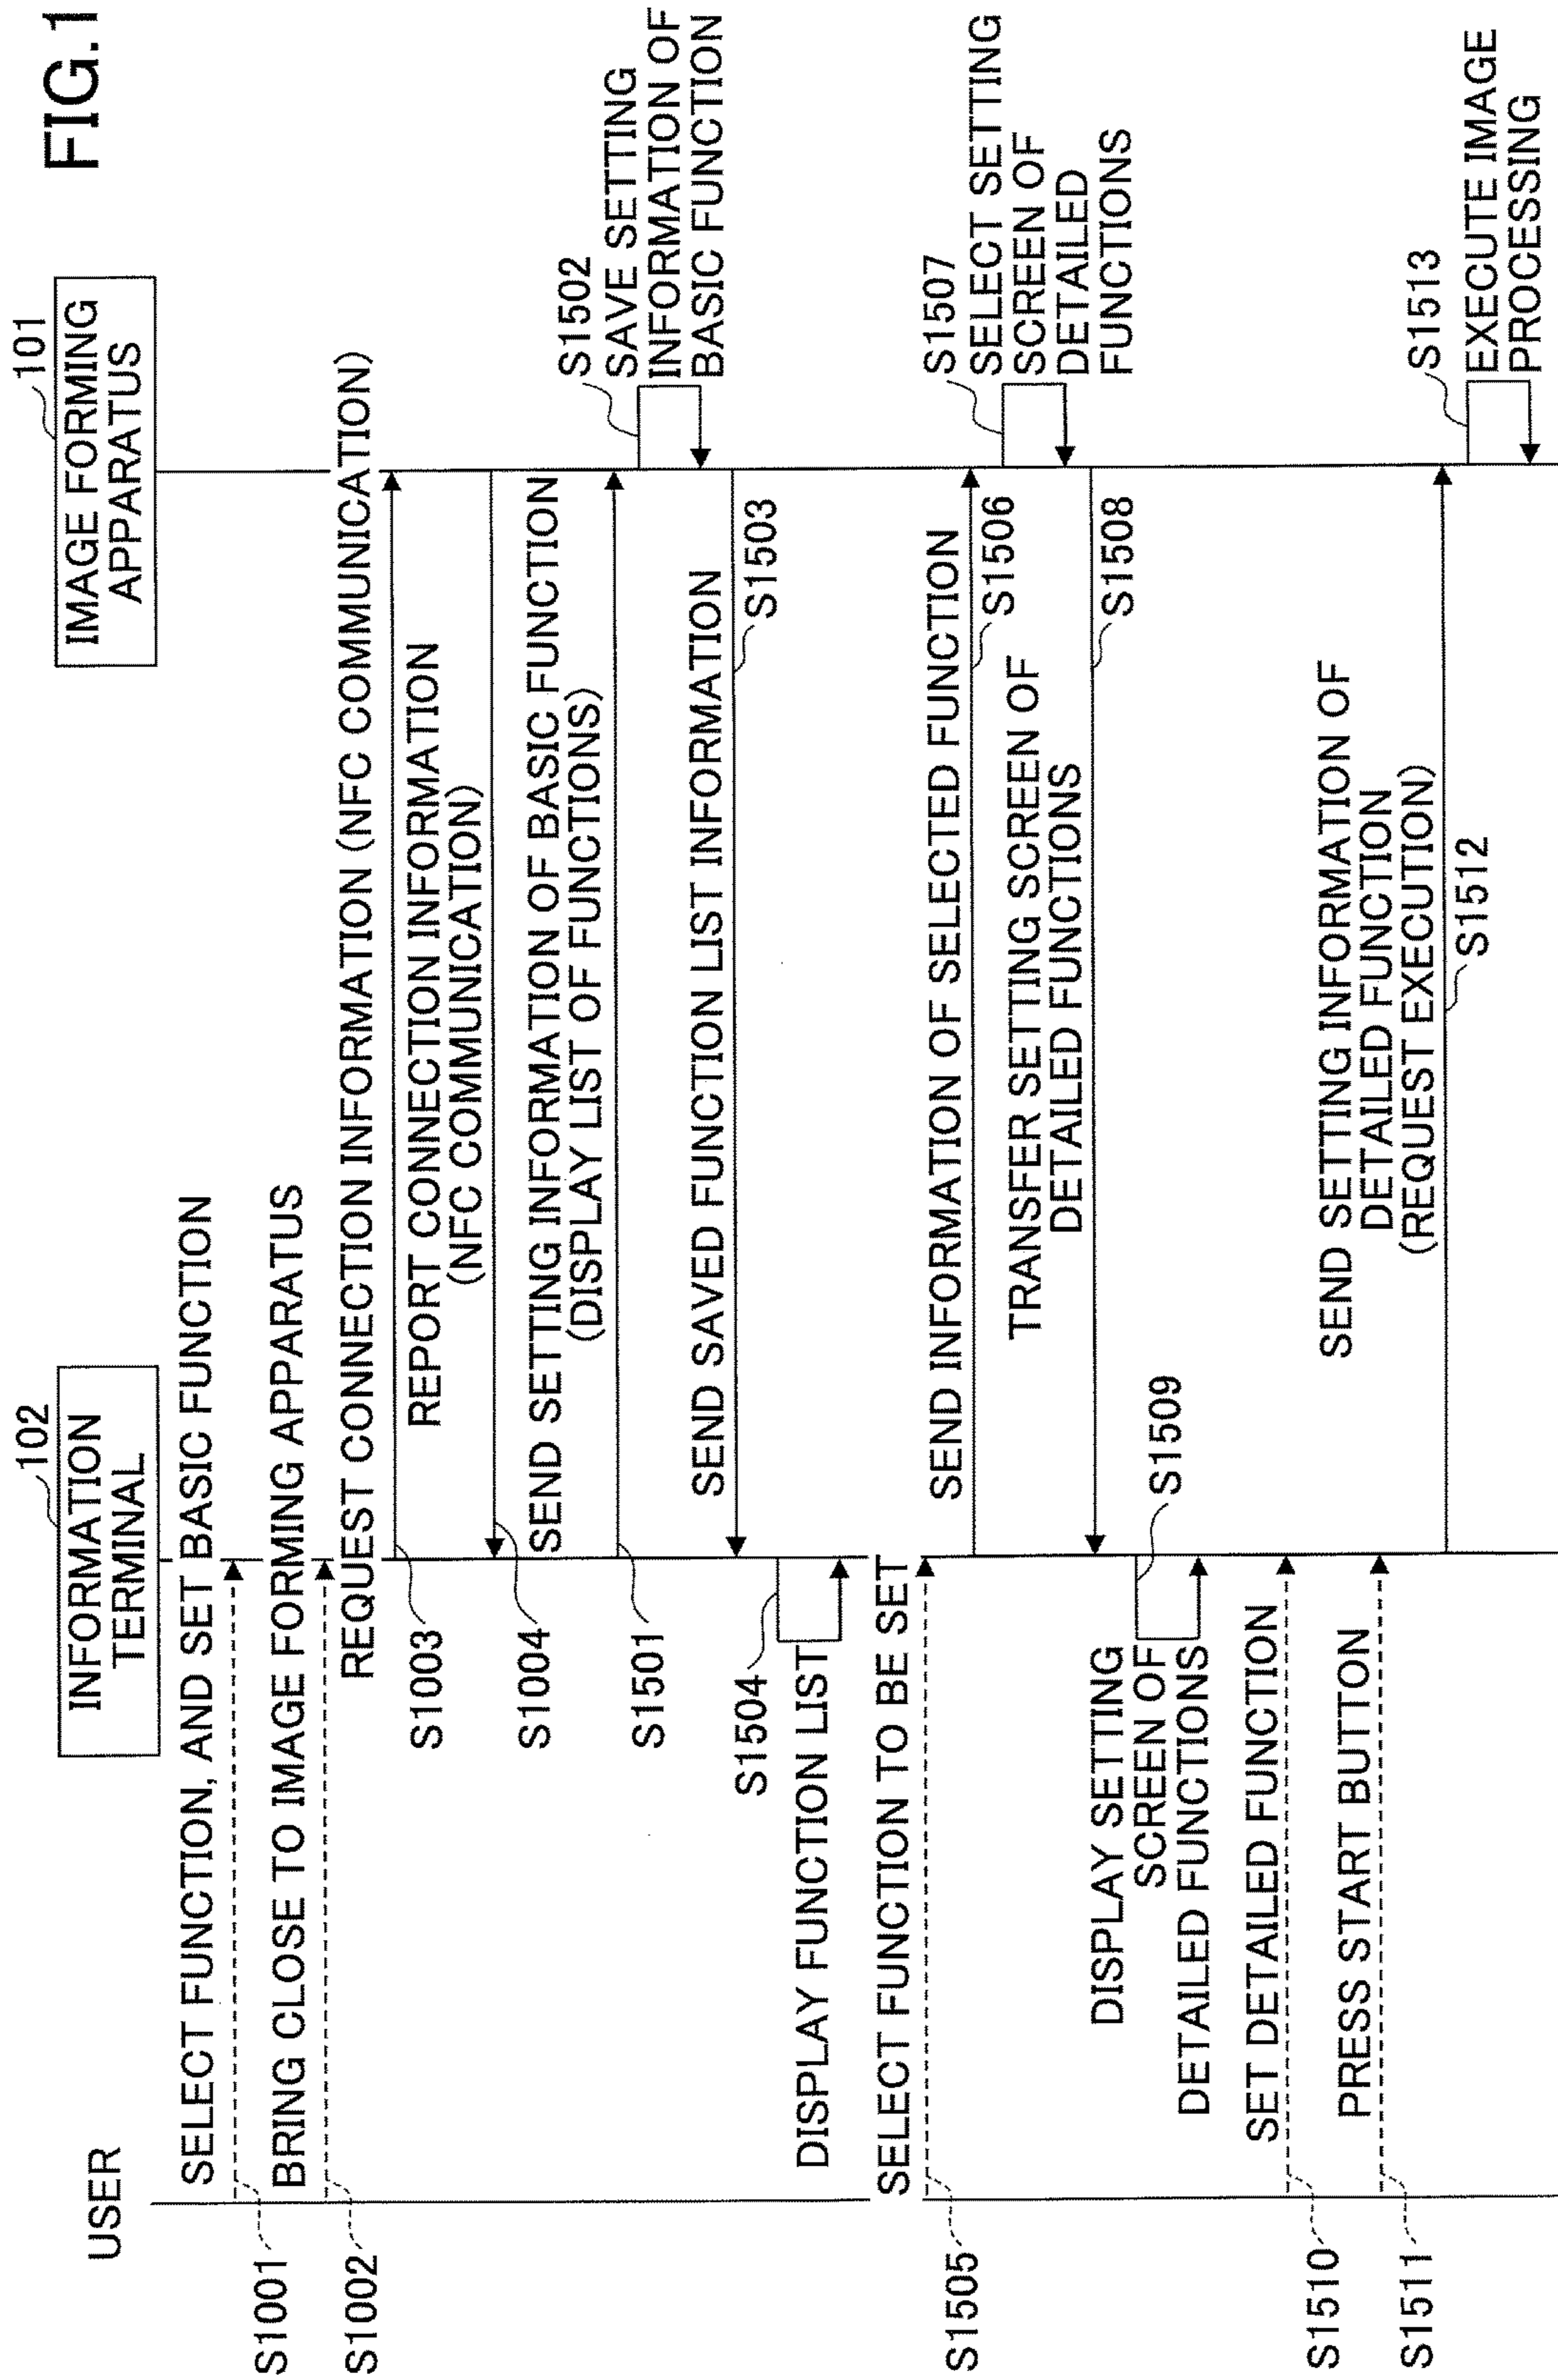 FIG.1
USER
102
INFORMATION
TERMINAL
101
IMAGE FORMING
APPARATUS
SELECT FUNCTION, AND SET BASIC FUNCTION
S1001
BRING CLOSE TO IMAGE FORMING APPARATUS
S1002
REQUEST CONNECTION INFORMATION (NFC COMMUNICATION)
S1003
REPORT CONNECTION INFORMATION
(NFC COMMUNICATION)
S1004
SEND SETTING INFORMATION OF BASIC FUNCTION
(DISPLAY LIST OF FUNCTIONS)
S1501
S1502
SAVE SETTING
INFORMATION OF
BASIC FUNCTION
SEND SAVED FUNCTION LIST INFORMATION
S1503
S1504
DISPLAY FUNCTION LIST
SELECT FUNCTION TO BE SET
S1505
SEND INFORMATION OF SELECTED FUNCTION
S1506
S1507
SELECT SETTING
SCREEN OF
DETAILED
FUNCTIONS
TRANSFER SETTING SCREEN OF
DETAILED FUNCTIONS
S1508
S1509
DISPLAY SETTING
SCREEN OF
DETAILED FUNCTIONS
SET DETAILED FUNCTION
S1510
PRESS START BUTTON
S1511
SEND SETTING INFORMATION OF
DETAILED FUNCTION
(REQUEST EXECUTION)
S1512
S1513
EXECUTE IMAGE
PROCESSING